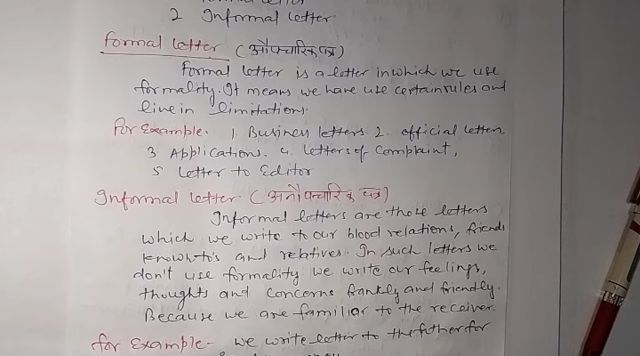 2 Informal letter
Formal letter (औपचारिक पत्र)
Formal letter is a letter in which we use
formality. It means we have use certain rules and
live in limitations.
For Example. 1 Business letters 2. official letters
3 Applications. 4. Letters of Complaint,
5 Letter to Editor
Informal letter. (अनौपचारिक पत्र)
Informal letters are those letters
which we write to our blood relations, friends
and relatives. In such letters we
don't use formality we write our feelings,
thoughts and concerns frankly and friendly.
Because we are familiar to the receiver.
for Example - we write letter to the father for